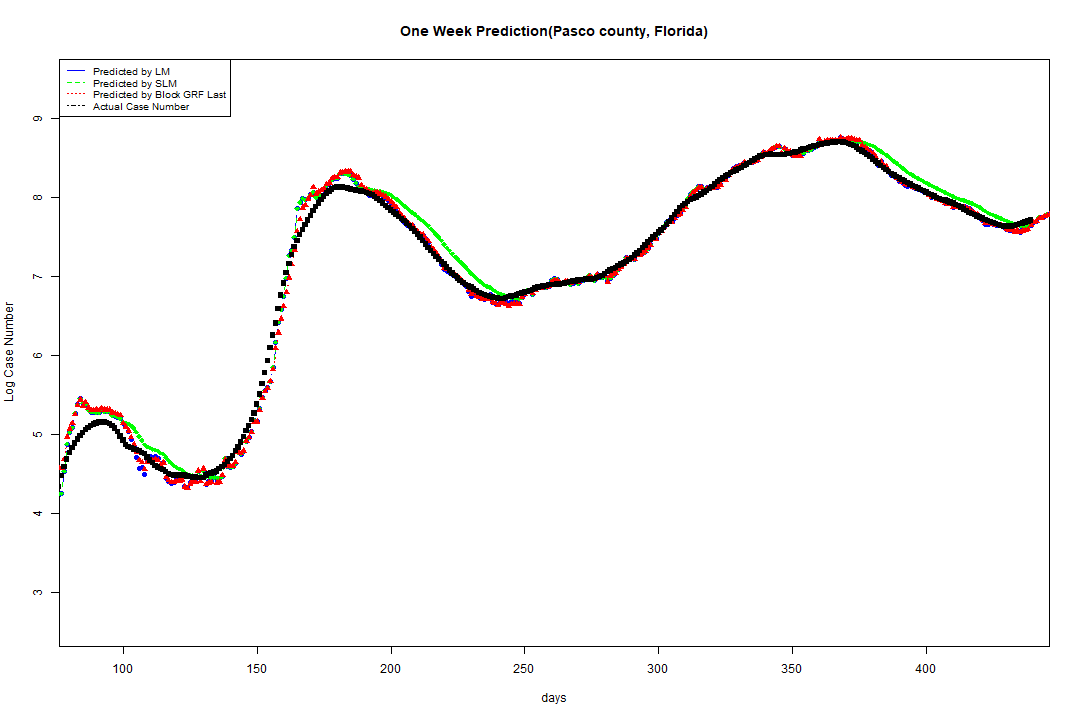 One Week Prediction(Pasco county, Florida)
Predicted by LM
Predicted by SLM
Predicted by Block GRF Last
Actual Case Number
Log Case Number
9
8
7
6
5
4
3
100 150 200 250 300 350 400
days